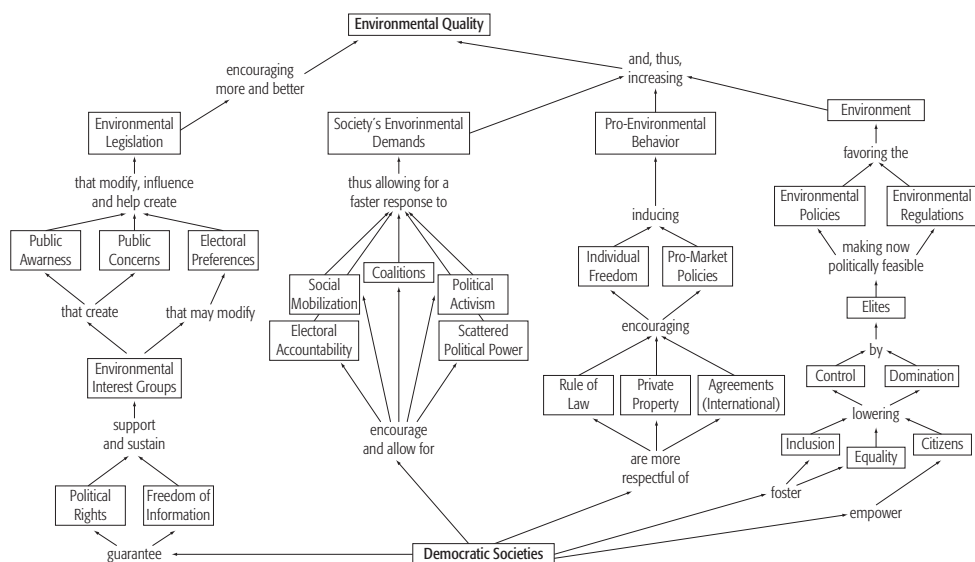 Environmental Quality
and, thus,
increasing
encouraging
more and better
Environmental
Legislation
Society´s Envorinmental
Demands
Pro-Environmental
Behavior
Environment
that modify, influence
and help create
thus allowing for a
faster response to
favoring the
Environmental
Policies
Environmental
Regulations
inducing
Public
Awarness
Public
Concerns
Electoral
Preferences
Individual
Freedom
Pro-Market
Policies
making now
politically feasible
Social
Mobilization
Coalitions
Political
Activism
that create
that may modify
Electoral
Accountability
Scattered
Political Power
encouraging
Elites
by
Environmental
Interest Groups
Rule of
Law
Private
Property
Agreements
(International)
Control
Domination
lowering
support
and sustain
encourage
and allow for
are more
respectful of
Inclusion
Equality
Citizens
Political
Rights
Freedom of
Information
foster
empower
guarantee
Democratic Societies